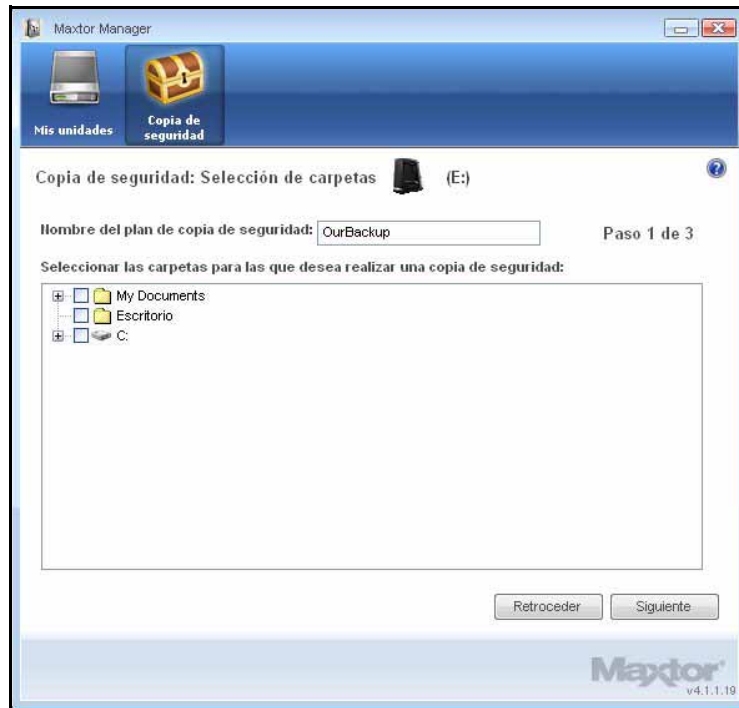 Maxtor Manager
Mis unidades
Copia de
seguridad
Copia de seguridad: Selección de carpetas (E:)
Nombre del plan de copia de seguridad: OurBackup Paso 1 de 3
Seleccionar las carpetas para las que desea realizar una copia de seguridad:
My Documents
Escritorio
C:
Retroceder Siguiente
Maxtor
v4.1.1.19